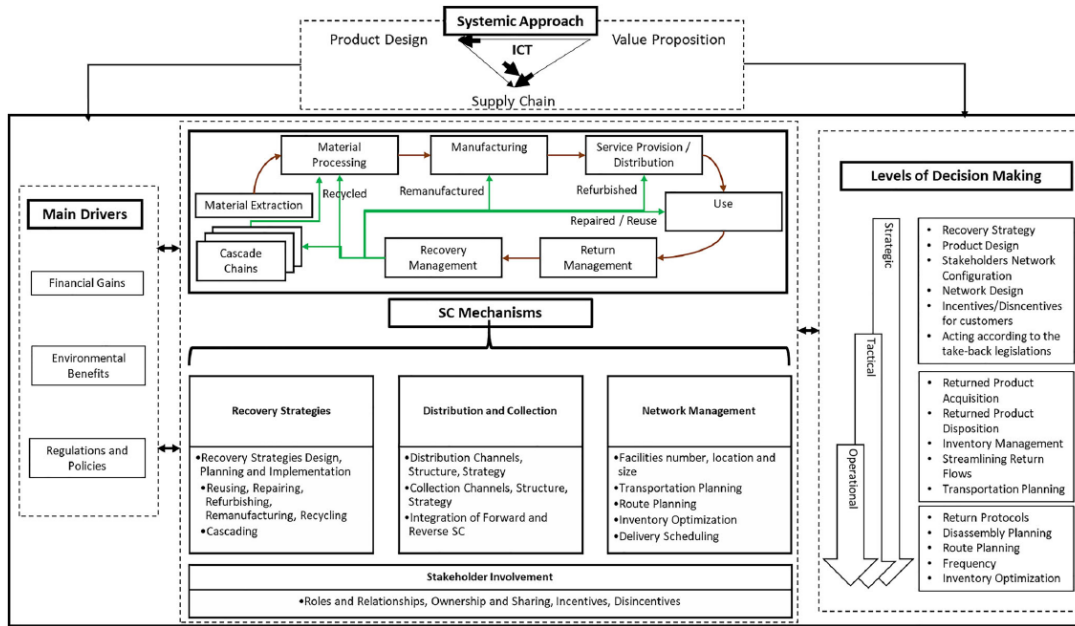 Systemic Approach
Product Design
ICT
Value Proposition
Supply Chain
Main Drivers
Financial Gains
Environmental
Benefits
Regulations and
Policies
Material
Processing
Manufacturing
Service Provision /
Distribution
Recycled
Remanufactured
Refurbished
Material Extraction
Use
Repaired / Reuse
Cascade
Chains
Recovery
Management
Return
Management
SC Mechanisms
Recovery Strategies
•Recovery Strategies Design,
Planning and Implementation
•Reusing, Repairing,
Refurbishing,
Remanufacturing, Recycling
•Cascading
Distribution and Collection
•Distribution Channels,
Structure, Strategy
•Collection Channels, Structure,
Strategy
•Integration of Forward and
Reverse SC
Network Management
•Facilities number, location and
size
•Transportation Planning
•Route Planning
•Inventory Optimization
•Delivery Scheduling
Stakeholder Involvement
•Roles and Relationships, Ownership and Sharing, Incentives, Disincentives
Levels of Decision Making
Strategic
Tactical
Operational
• Recovery Strategy
• Product Design
• Stakeholders Network
Configuration
• Network Design
• Incentives/Disncentives
for customers
• Acting according to the
take-back legislations
• Returned Product
Acquisition
• Returned Product
Disposition
• Inventory Management
• Streamlining Return
Flows
• Transportation Planning
• Return Protocols
• Disassembly Planning
• Route Planning
• Frequency
• Inventory Optimization